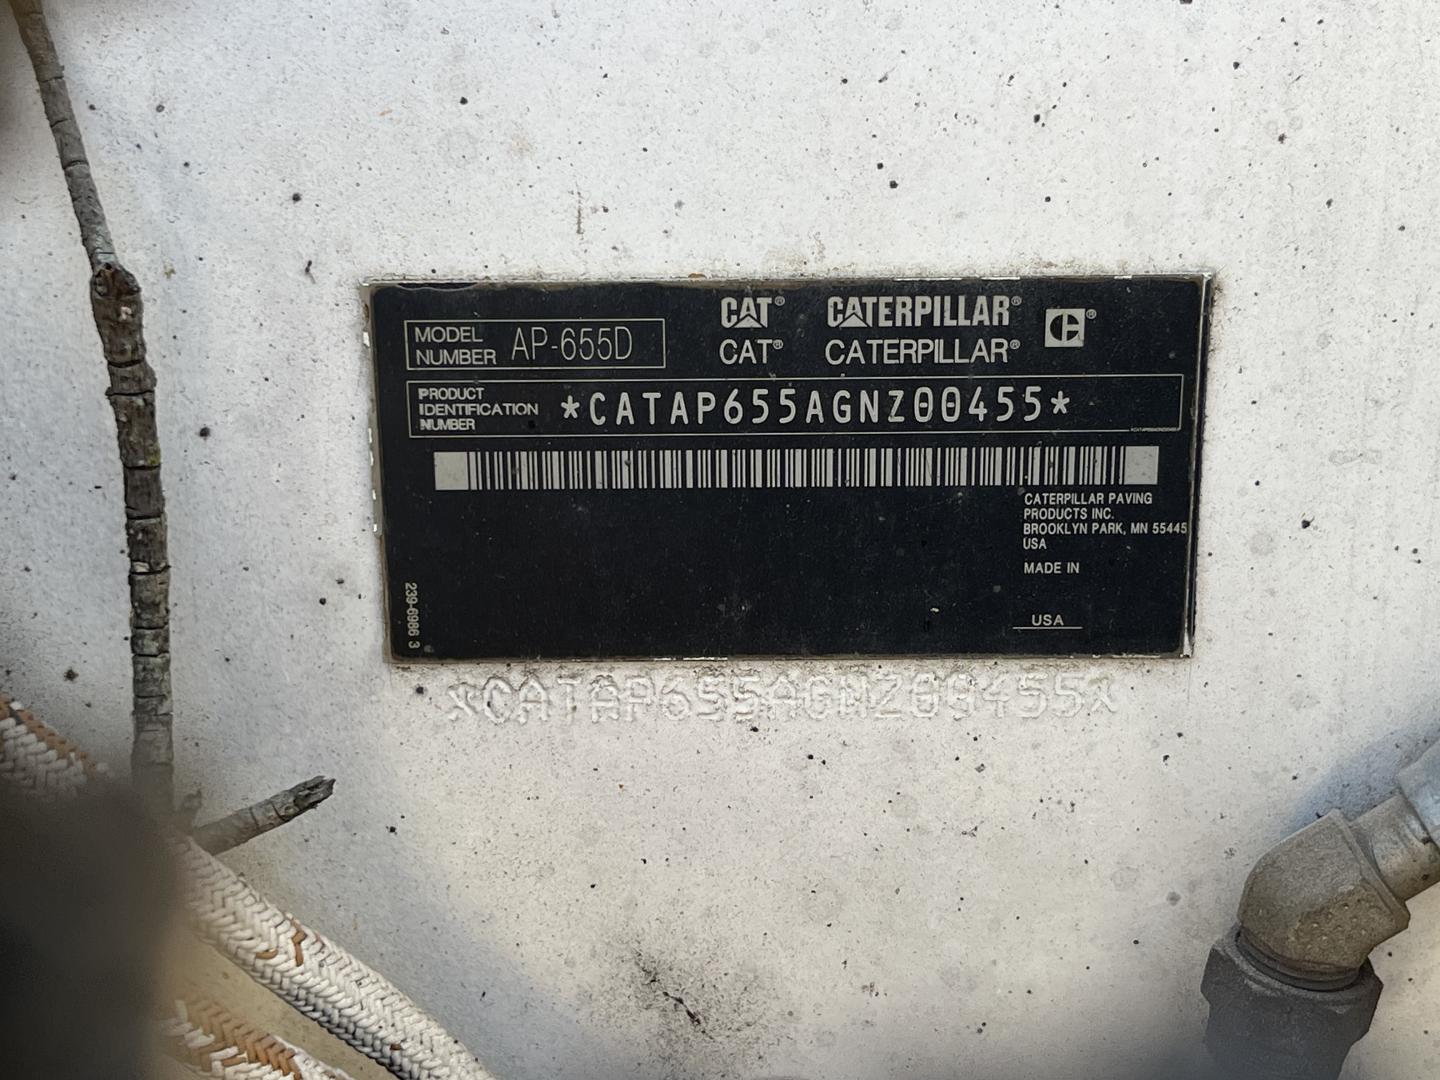 CAT® CATERPILLAR® C®
CAT® CATERPILLAR®
MODEL NUMBER AP-655D
PRODUCT
IDENTIFICATION
NUMBER
*CATAP655AGNZ00455*
CATERPILLAR PAVING
PRODUCTS INC.
BROOKLYN PARK, MN 55445
USA
MADE IN
USA
239-6986 3
*CATAP655AGNZ00455*